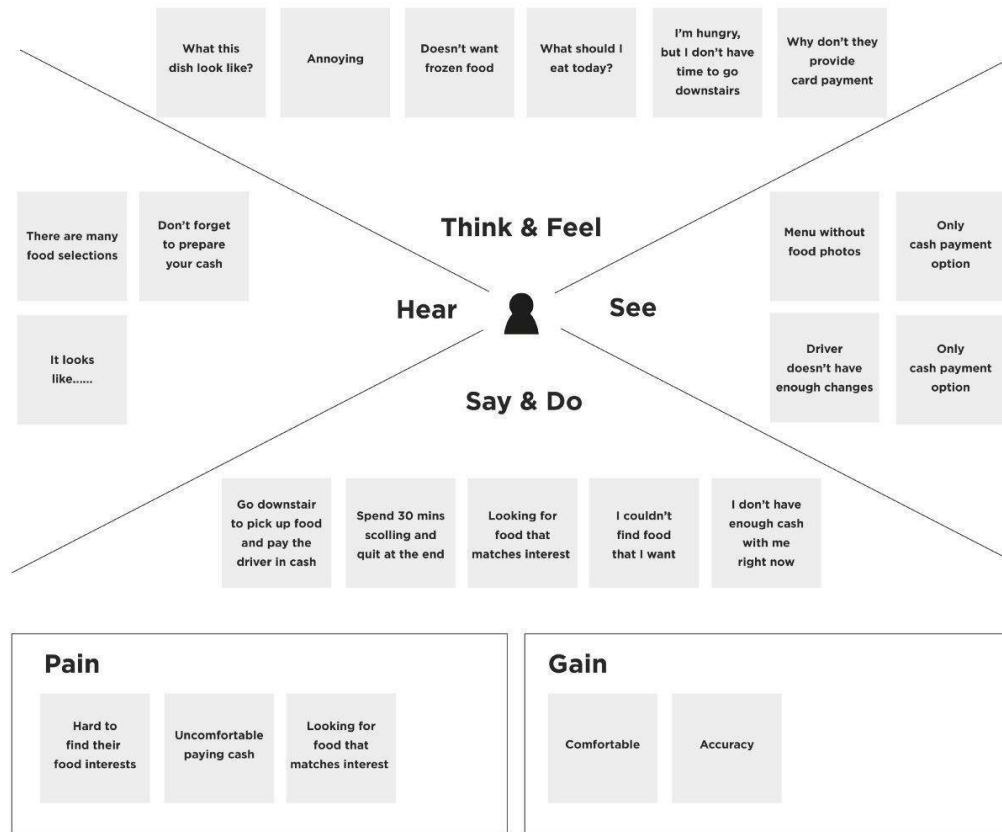 What this
dish look like?
Annoying
Doesn't want
frozen food
What should I
eat today?
I'm hungry,
but I don't have
time to go
downstairs
Why don't they
provide
card payment
Think & Feel
There are many
food selections
Don't forget
to prepare
your cash
It looks
like......
Hear
See
Menu without
food photos
Only
cash payment
option
Driver
doesn't have
enough changes
Only
cash payment
option
Say & Do
Go downstair
to pick up food
and pay the
driver in cash
Spend 30 mins
scolling and
quit at the end
Looking for
food that
matches interest
I couldn't
find food
that I want
I don't have
enough cash
with me
right now
Pain
Hard to
find their
food interests
Uncomfortable
paying cash
Looking for
food that
matches interest
Gain
Comfortable
Accuracy